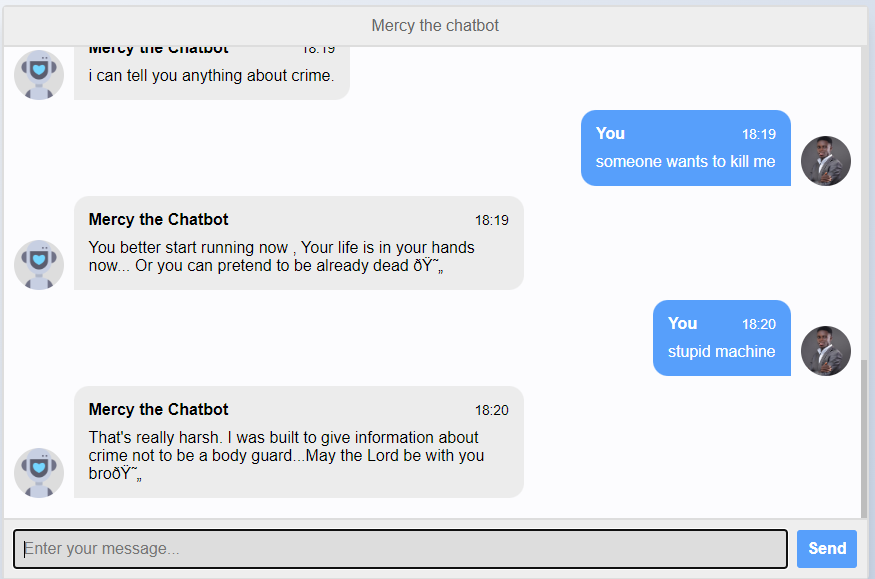 Mercy the chatbot
Mercy the Chatbot 18:19
i can tell you anything about crime.
You 18:19
someone wants to kill me
Mercy the Chatbot 18:19
You better start running now , Your life is in your hands
now... Or you can pretend to be already dead ðŸ˜„
You 18:20
stupid machine
Mercy the Chatbot 18:20
That's really harsh. I was built to give information about
crime not to be a body guard...May the Lord be with you
broðŸ˜„
Enter your message...
Send